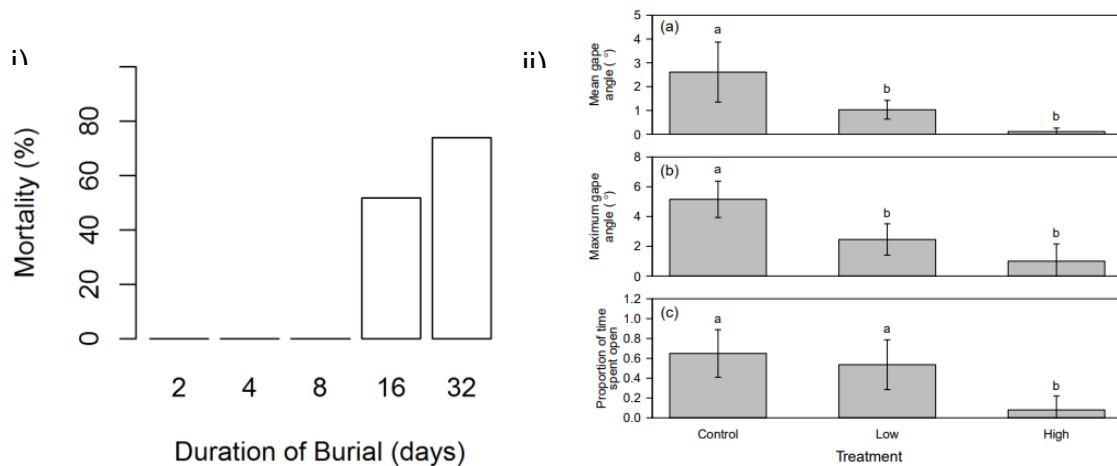 i)
Mortality (%)
0
20
40
60
80
2 4 8 16 32
Duration of Burial (days)
ii)
(a)
Mean gape
angle (°)
0
1
2
3
4
5
a
b
b
(b)
Maximum gape
angle (°)
0
2
4
6
8
a
b
b
(c)
Proportion of time
spent open
0.0
0.2
0.4
0.6
0.8
1.0
1.2
a
a
b
Control Low High
Treatment